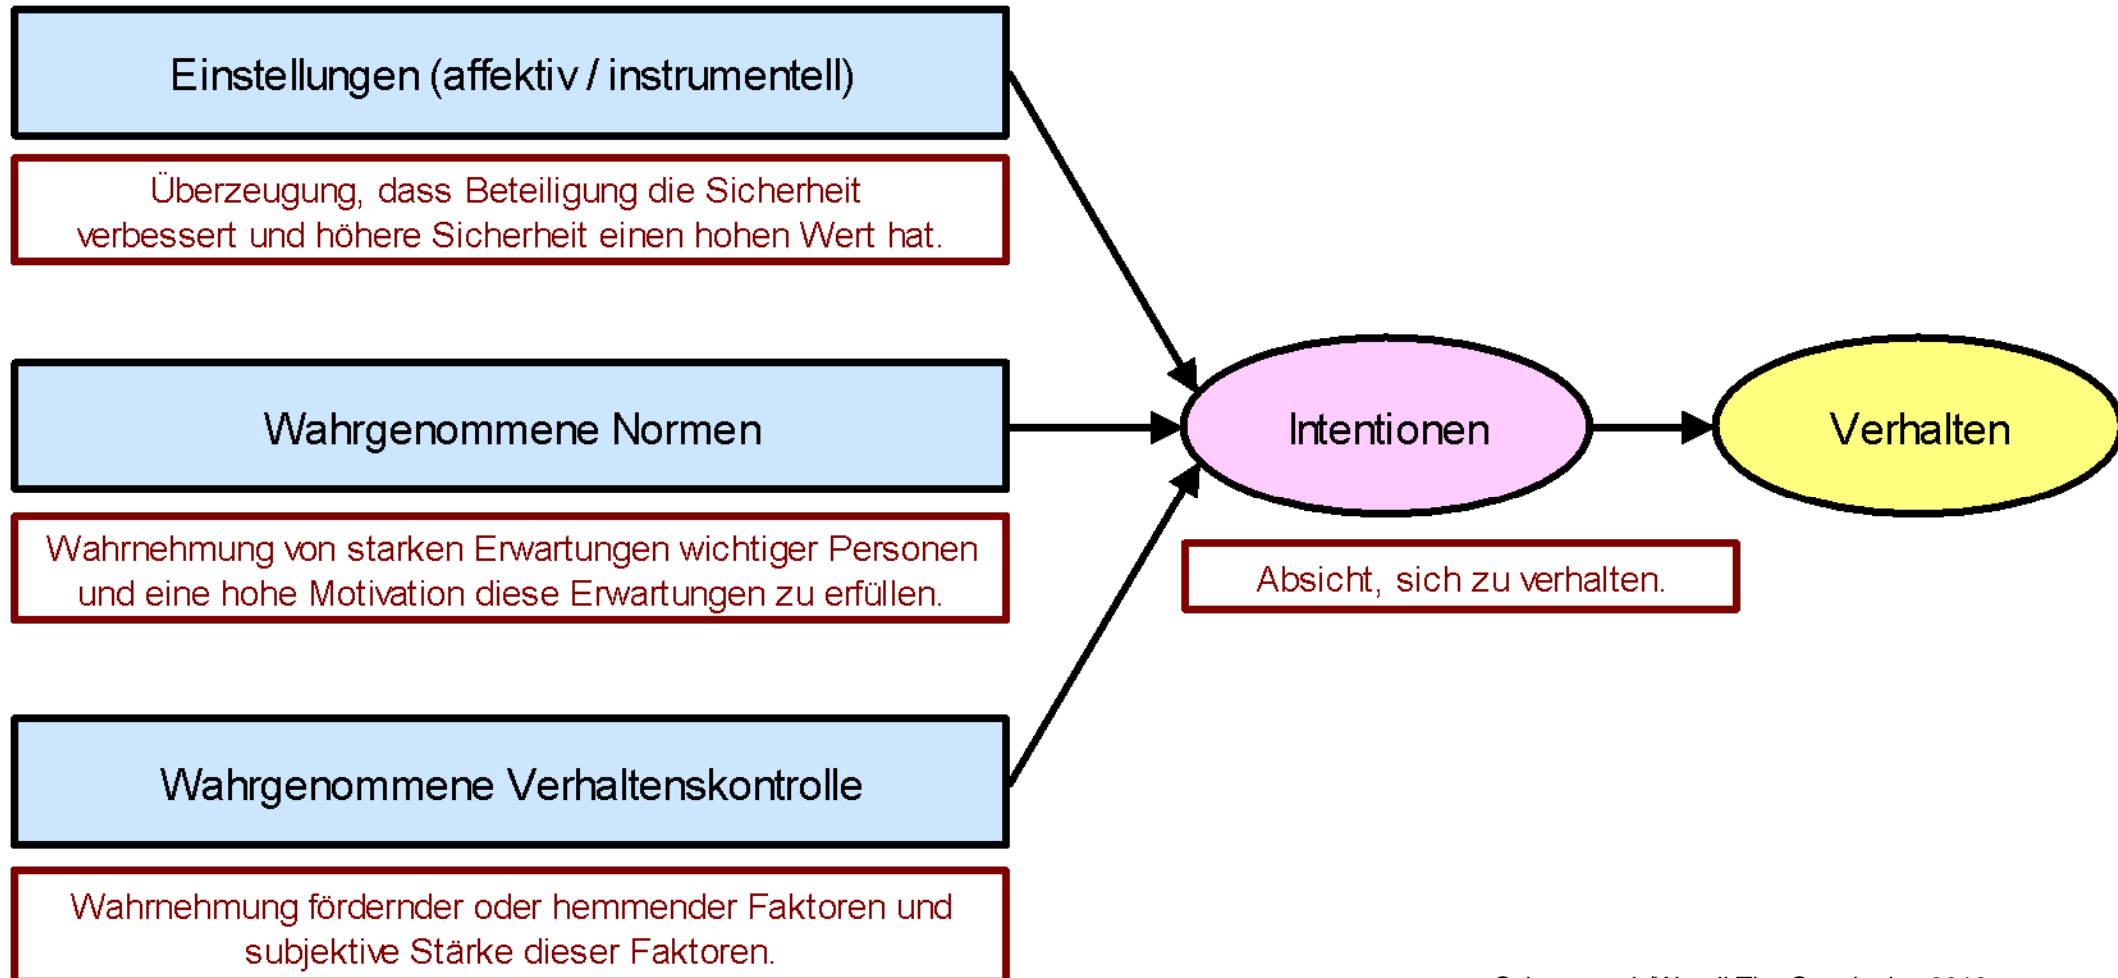 Einstellungen (affektiv / instrumentell)
Überzeugung, dass Beteiligung die Sicherheit
verbessert und höhere Sicherheit einen hohen Wert hat.
Wahrgenommene Normen
Wahrnehmung von starken Erwartungen wichtiger Personen
und eine hohe Motivation diese Erwartungen zu erfüllen.
Wahrgenommene Verhaltenskontrolle
Wahrnehmung fördernder oder hemmender Faktoren und
subjektive Stärke dieser Faktoren.
Intentionen
Absicht, sich zu verhalten.
Verhalten